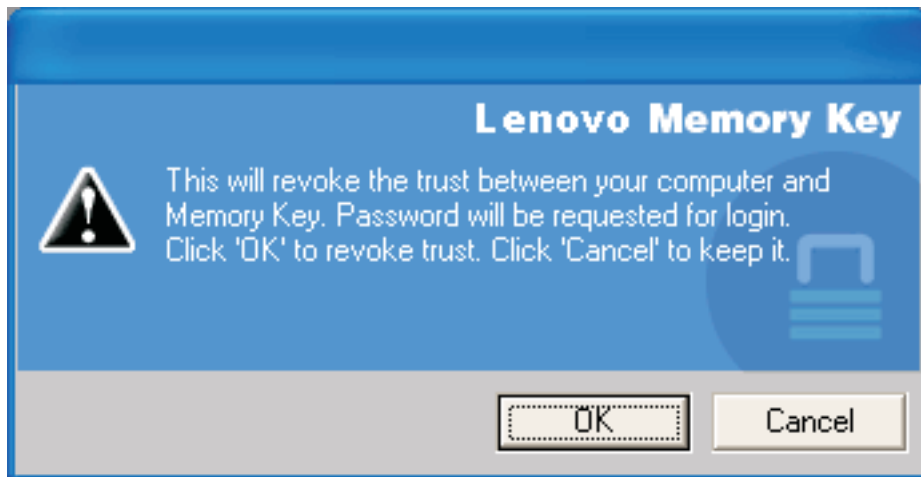 Lenovo Memory Key
This will revoke the trust between your computer and
Memory Key. Password will be requested for login.
Click 'OK' to revoke trust. Click 'Cancel' to keep it.
OK
Cancel